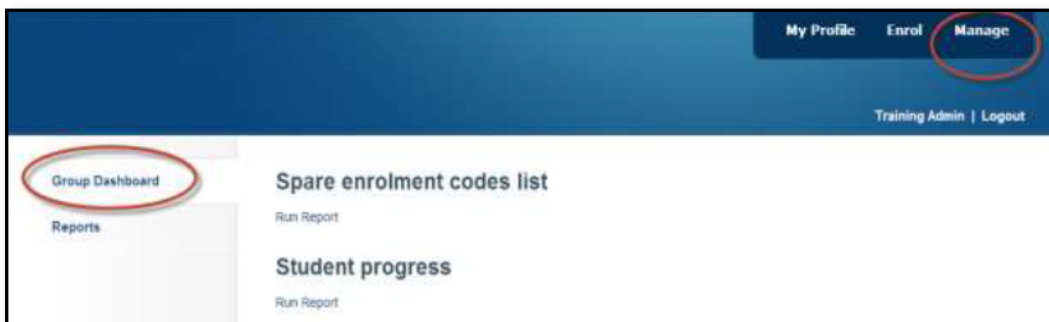 My Profile Enrol Manage
Training Admin | Logout
Group Dashboard
Reports
Spare enrolment codes list
Run Report
Student progress
Run Report